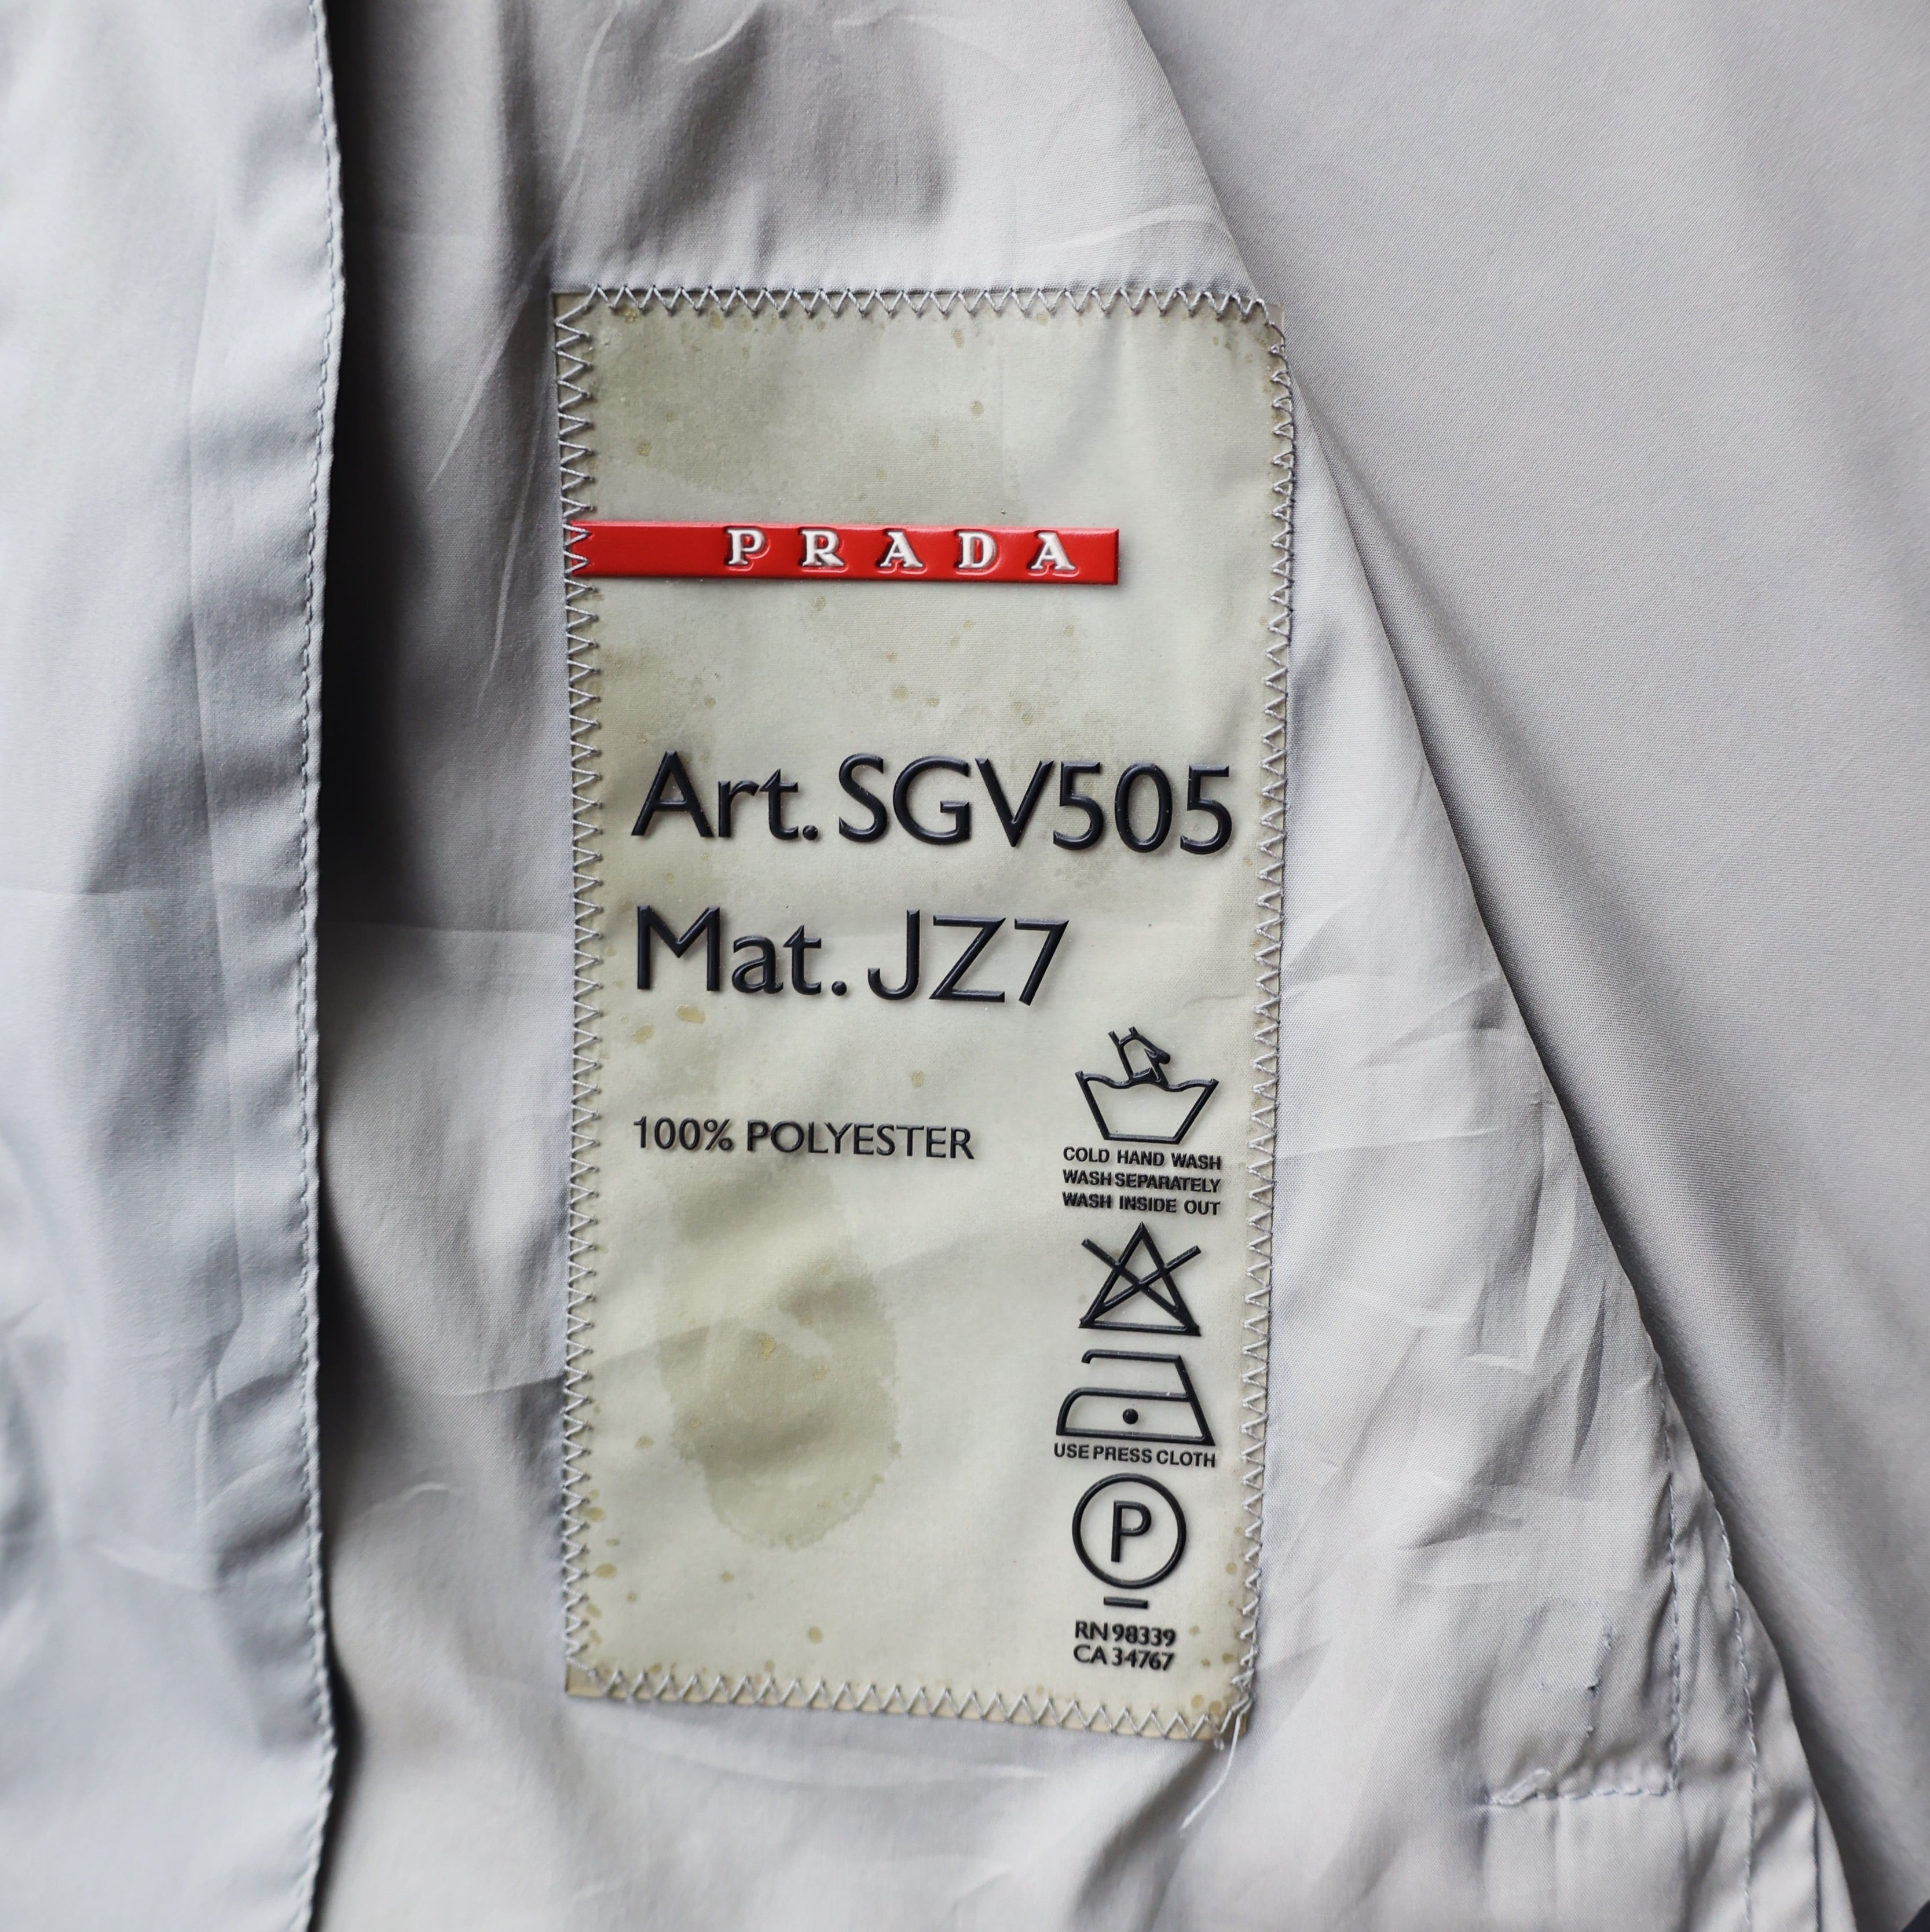 PRADA
Art. SGV505
Mat. JZ7
100% POLYESTER
COLD HAND WASH
WASH SEPARATELY
WASH INSIDE OUT
USE PRESS CLOTH
P
RN 98339
CA 34767